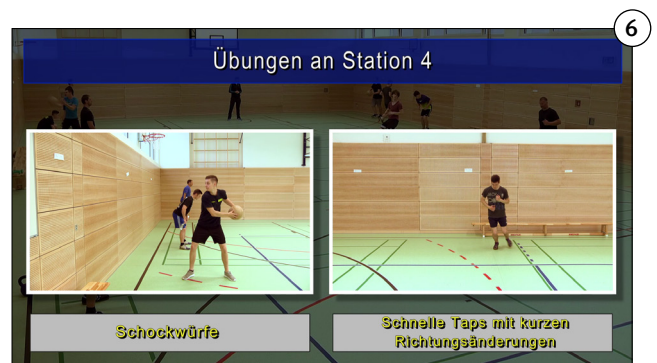 6
Übungen an Station 4
Schockwürfe
Schnelle Taps mit kurzen
Richtungsänderungen